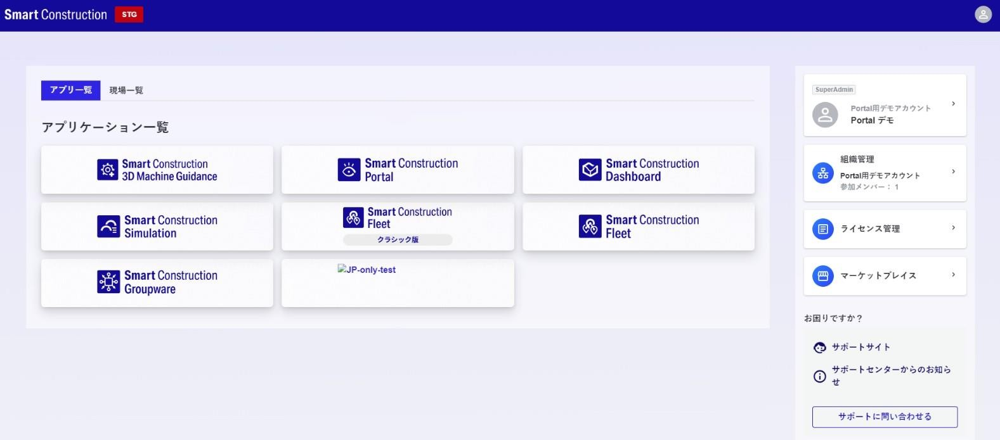 Smart Construction STG
アプリ一覧 現場一覧
アプリケーション一覧
Smart Construction
3D Machine Guidance
Smart Construction
Portal
Smart Construction
Dashboard
Smart Construction
Simulation
Smart Construction
Fleet
クラシック版
Smart Construction
Fleet
Smart Construction
Groupware
JP-only-test
SuperAdmin
Portal用デモアカウント
Portal デモ
組織管理
Portal用デモアカウント
参加メンバー： 1
ライセンス管理
マーケットプレイス
お困りですか？
サポートサイト
サポートセンターからのお知ら
せ
サポートに問い合わせる